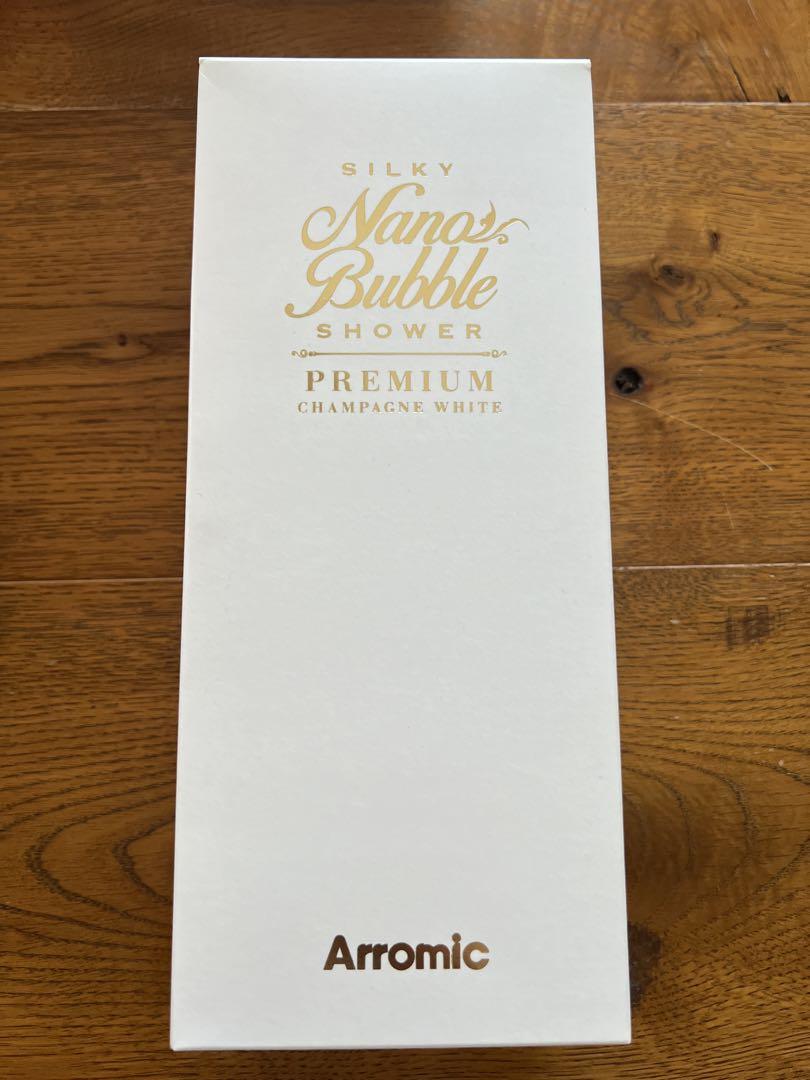 SILKY
Nano
Bubble
SHOWER
PREMIUM
CHAMPAGNE WHITE
Arromic